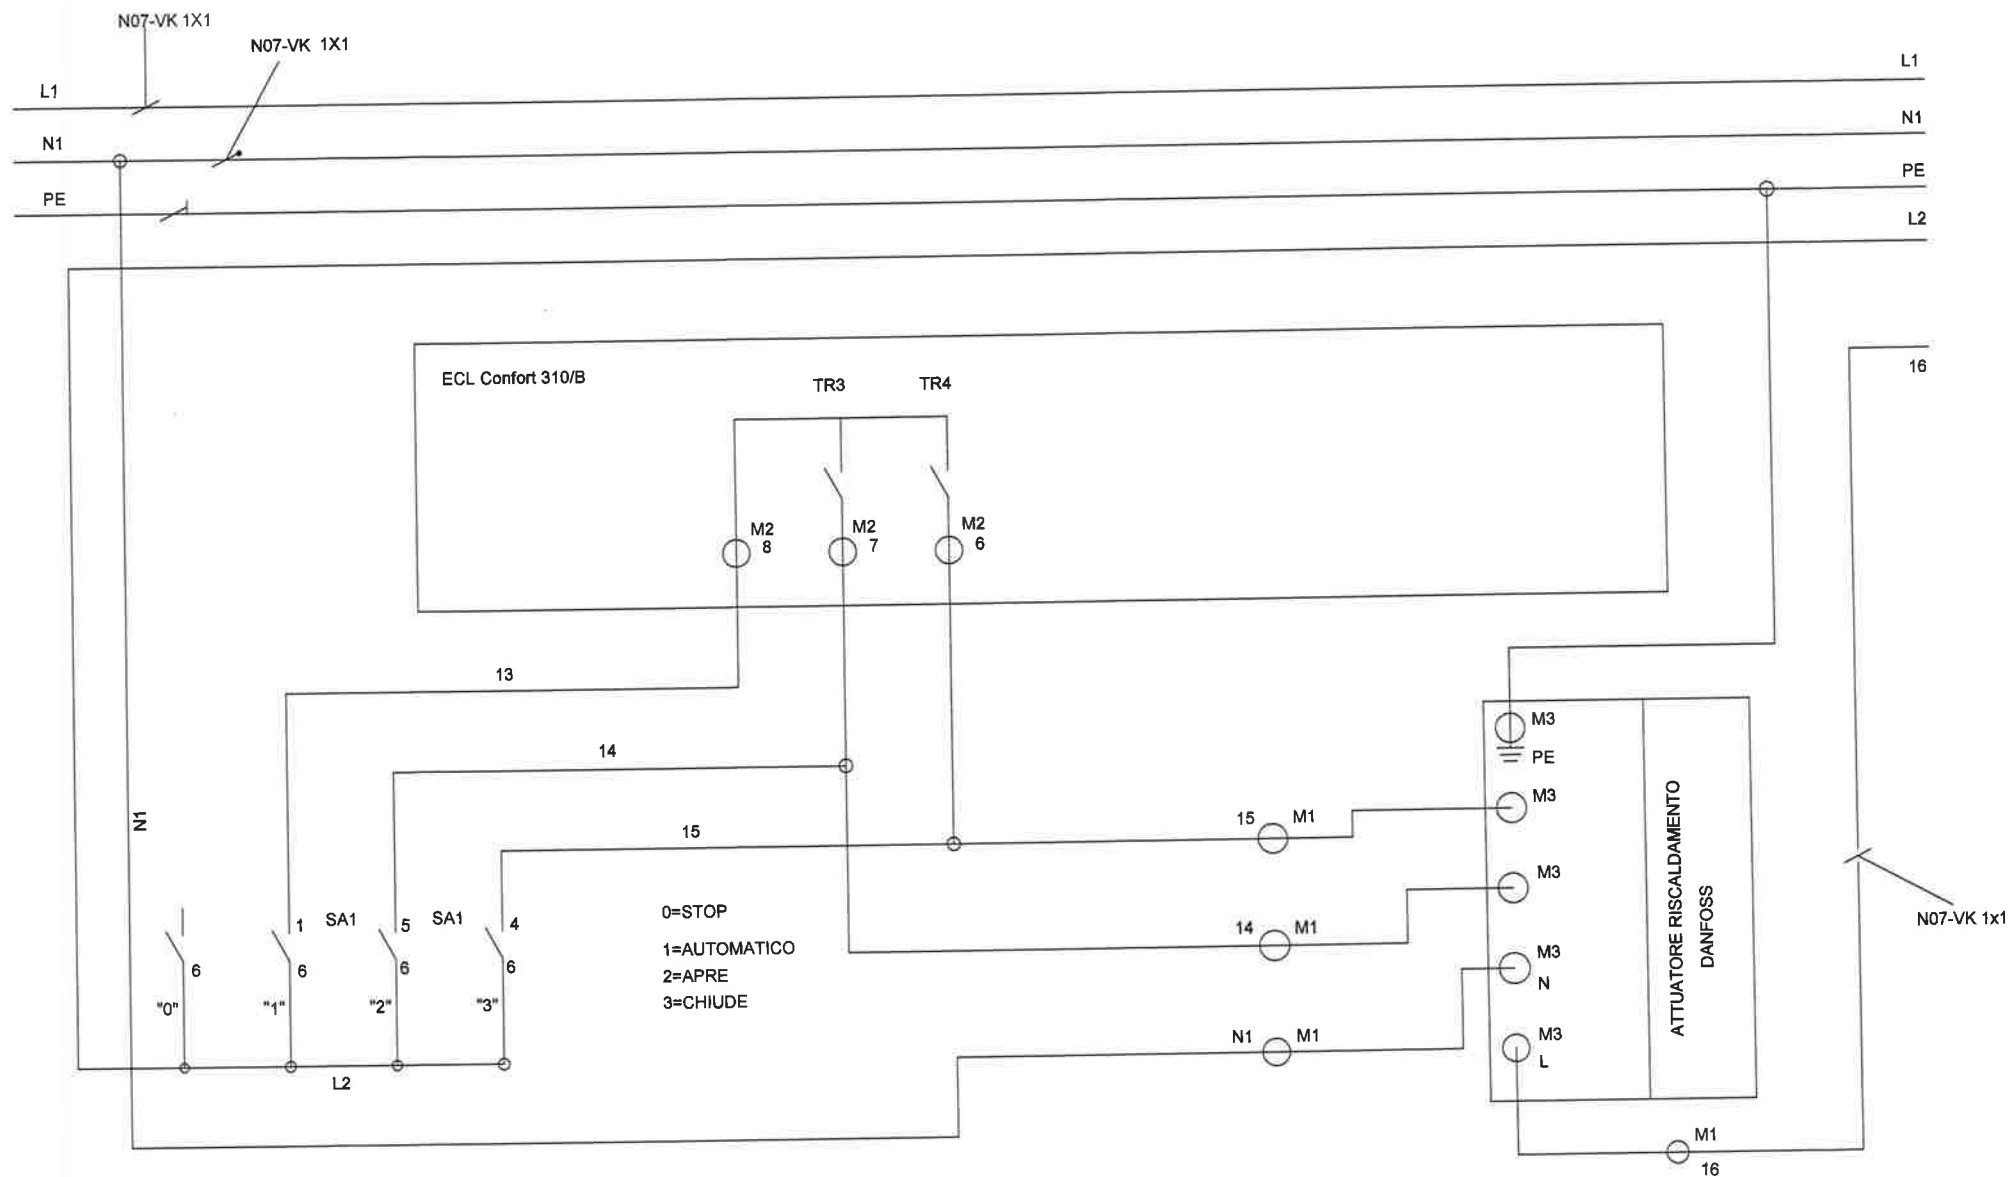 N07-VK 1X1
N07-VK 1X1
L1
L1
N1
N1
PE
PE
L2
16
ECL Confort 310/B
TR3
TR4
M2
8
M2
7
M2
6
13
14
15
N1
15
M1
14
M1
N1
M1
M3
PE
M3
M3
M3
N
M3
L
ATTUATORE RISCALDAMENTO
DANFOSS
N07-VK 1x1
M1
16
0=STOP
1=AUTOMATICO
2=APRE
3=CHIUDE
6
"0"
1
SA1
6
"1"
5
SA1
6
"2"
4
6
"3"
L2